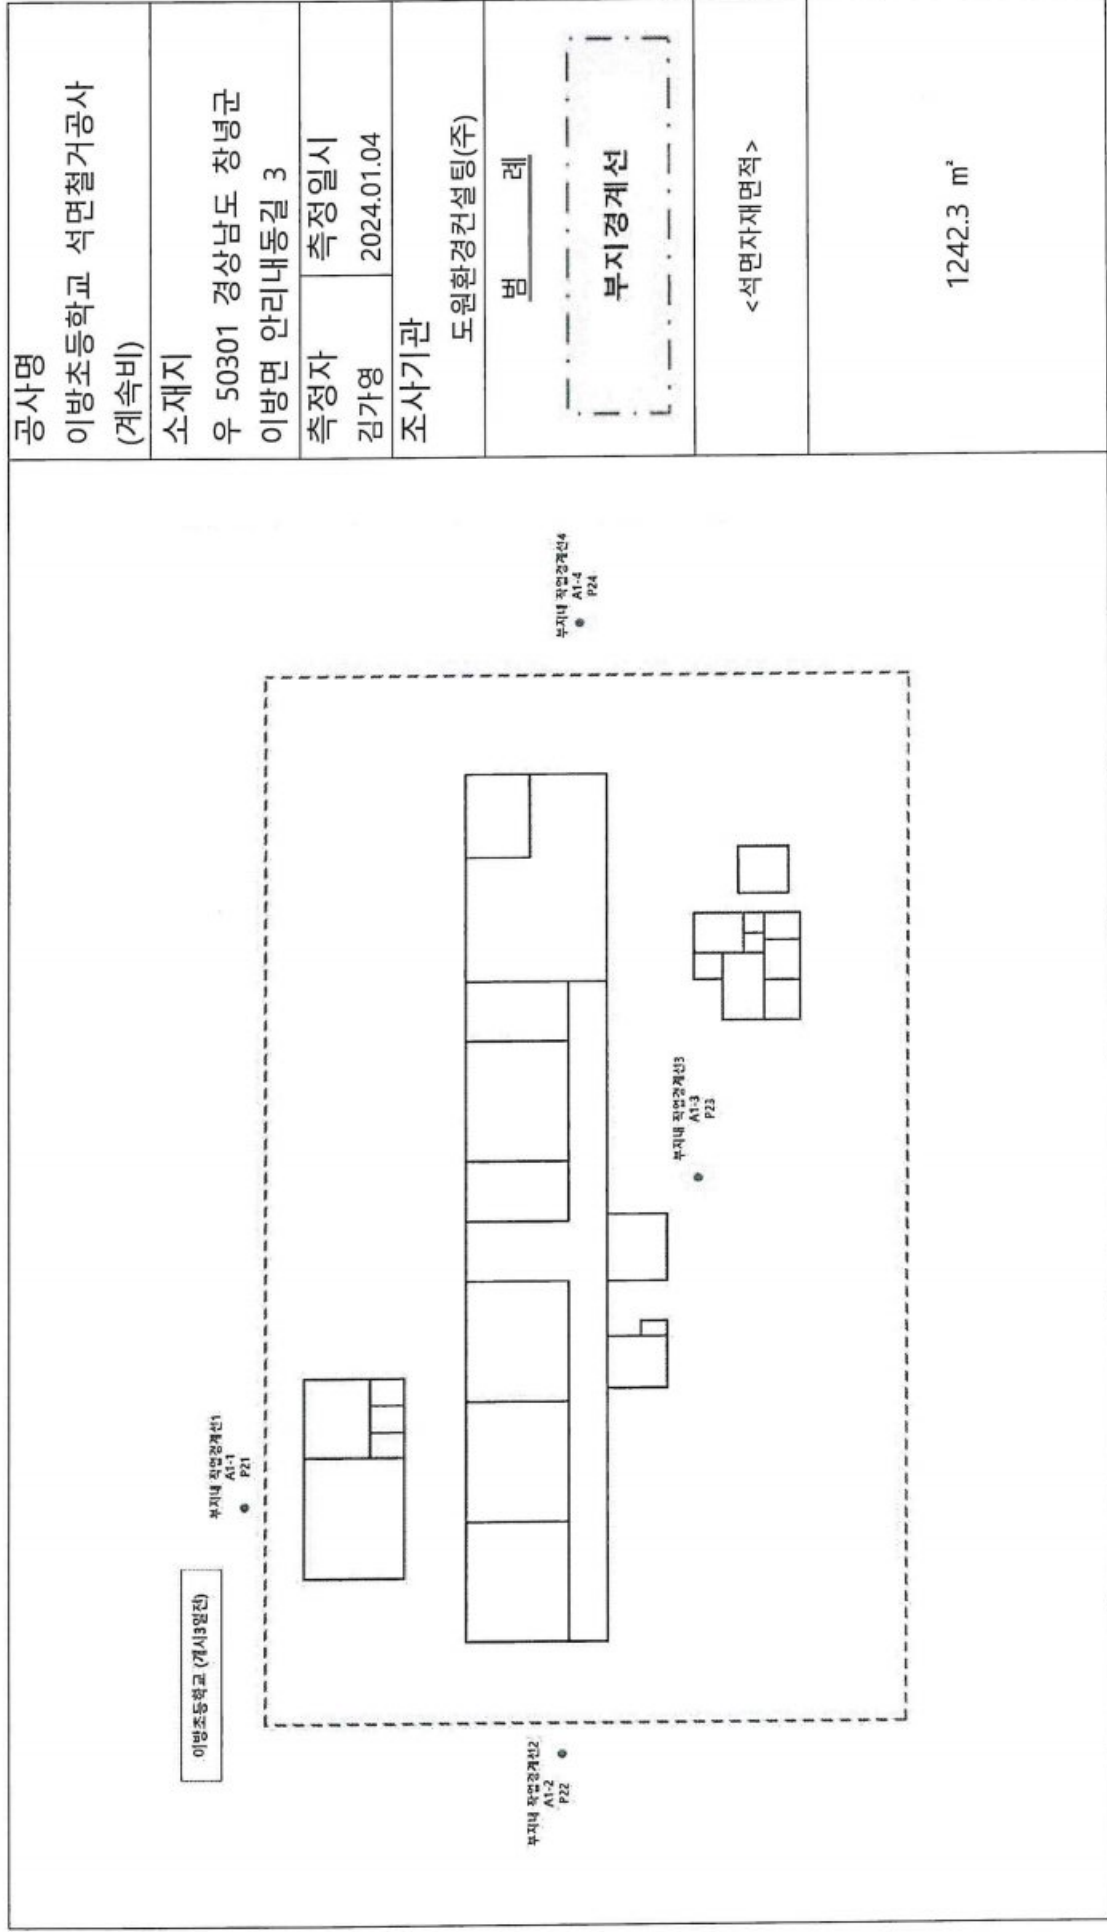 공사명
이방초등학교 석면철거공사
(계속비)
소재지
우 50301 경상남도 창녕군
이방면 안리내동길 3
측정자
측정일시
김가영
2024.01.04
조사기관
도원환경컨설팅(주)
범 례
부지경계선
<석면자재면적>
1242.3 m²
이방초등학교 (개시3일전)
부지내 작업경계선1
A1-1
P21
부지내 작업경계선2
A1-2
P22
부지내 작업경계선3
A1-3
P23
부지내 작업경계선4
A1-4
P24